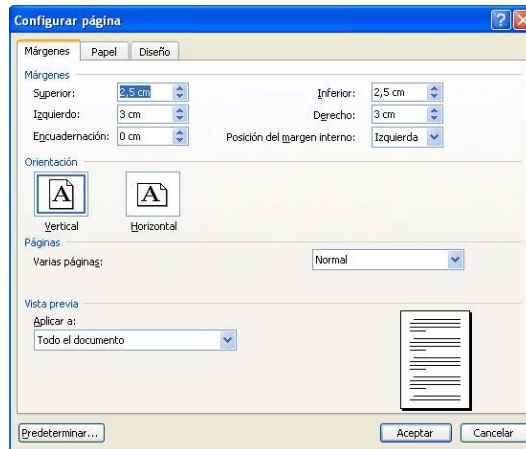 Configurar página
Márgenes Papel Diseño
Márgenes
Superior: 2,5 cm Inferior: 2,5 cm
Izquierdo: 3 cm Derecho: 3 cm
Encuadernación: 0 cm Posición del margen interno: Izquierda
Orientación
A A
Vertical Horizontal
Páginas
Varias páginas: Normal
Vista previa
Aplicar a:
Todo el documento
Predeterminar... Aceptar Cancelar